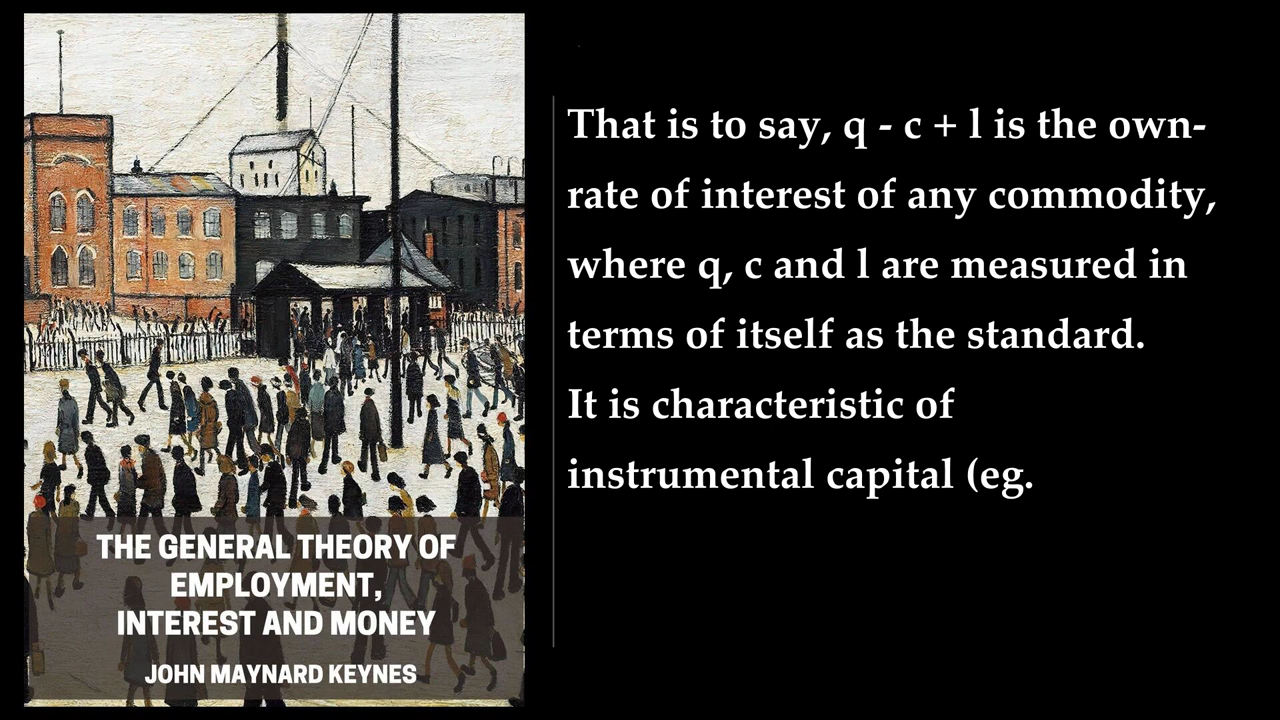 THE GENERAL THEORY OF
EMPLOYMENT,
INTEREST AND MONEY
JOHN MAYNARD KEYNES
That is to say, q - c + l is the own-
rate of interest of any commodity,
where q, c and l are measured in
terms of itself as the standard.
It is characteristic of
instrumental capital (eg.